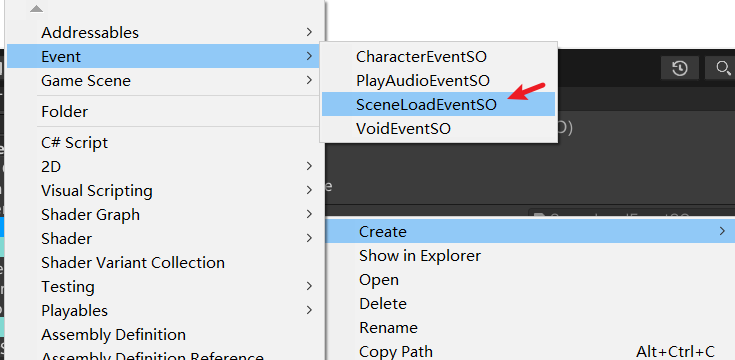 Addressables
Event
Game Scene
Folder
C# Script
2D
Visual Scripting
Shader Graph
Shader
Shader Variant Collection
Testing
Playables
Assembly Definition
Assembly Definition Reference
CharacterEventSO
PlayAudioEventSO
SceneLoadEventSO
VoidEventSO
Create
Show in Explorer
Open
Delete
Rename
Copy Path Alt+Ctrl+C